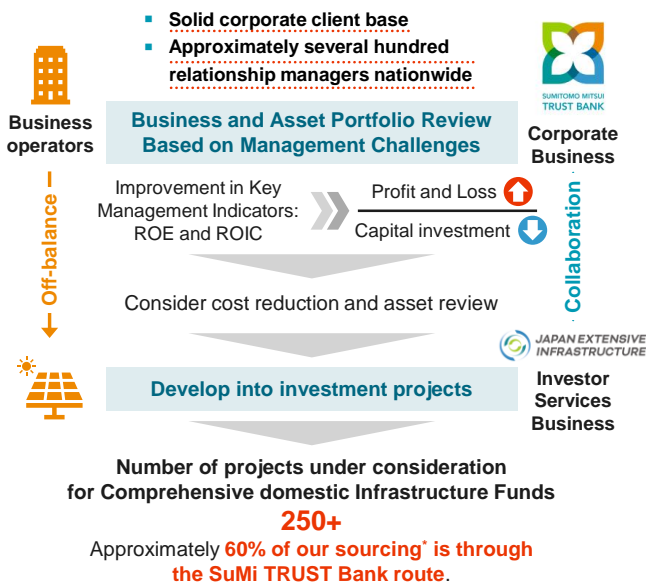 ▪ Solid corporate client base
▪ Approximately several hundred
relationship managers nationwide
SUMITOMO MITSUI
TRUST BANK
Business
operators
Business and Asset Portfolio Review
Based on Management Challenges
Corporate
Business
Off-balance
Improvement in Key
Management Indicators:
ROE and ROIC
Profit and Loss
Capital investment
Collaboration
Consider cost reduction and asset review
JAPAN EXTENSIVE
INFRASTRUCTURE
Develop into investment projects
Investor
Services
Business
Number of projects under consideration
for Comprehensive domestic Infrastructure Funds
250+
Approximately 60% of our sourcing* is through
the SuMi TRUST Bank route.